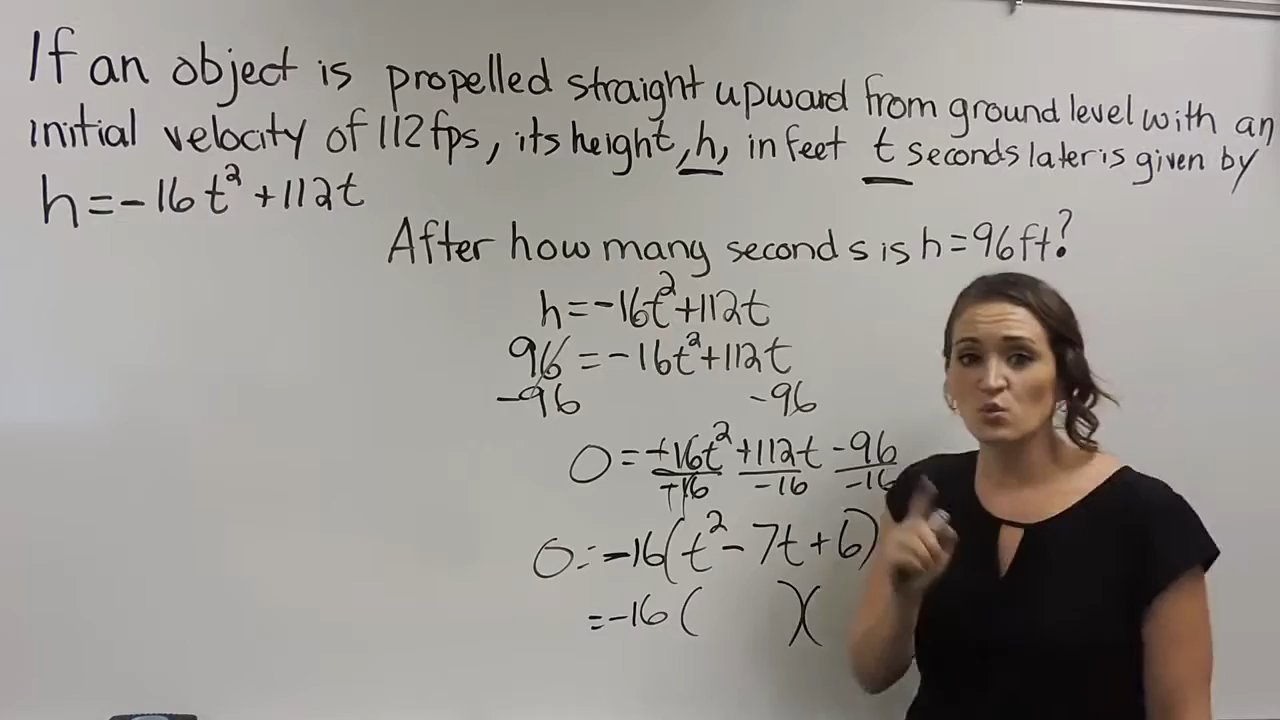 If an object is propelled straight upward from ground level with an
initial velocity of 112 fps, its height, h, in feet t seconds later is given by
h = -16t² + 112t
After how many seconds is h = 96ft?
h = -16t² + 112t
96 = -16t² + 112t
-96 -96
0 = +16t² +112t -96
+16 -16 -16
0 = -16(t² - 7t + 6)
= -16( )(